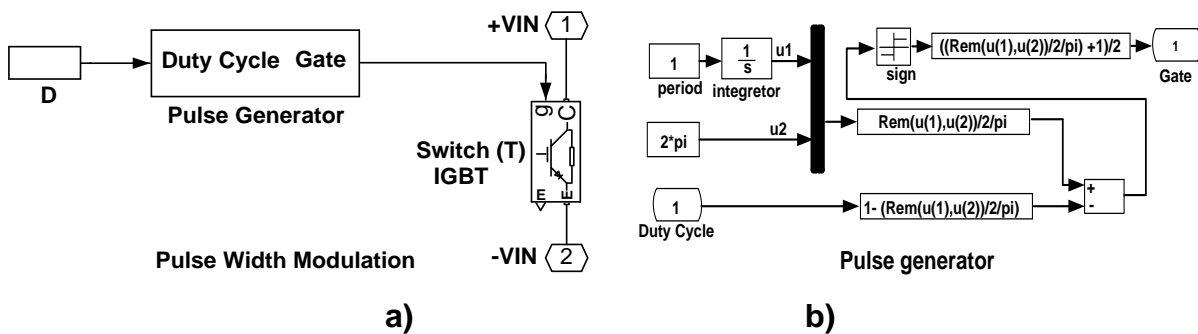 +VIN
1
Duty Cycle Gate
D
Pulse Generator
g
C
Switch (T)
IGBT
E
E
-VIN
2
Pulse Width Modulation
a)
1
period
1
s
integretor
u1
2*pi
u2
sign
((Rem(u(1),u(2))/2/pi) +1)/2
1
Gate
Rem(u(1),u(2))/2/pi
+
-
1
Duty Cycle
1- (Rem(u(1),u(2))/2/pi)
Pulse generator
b)